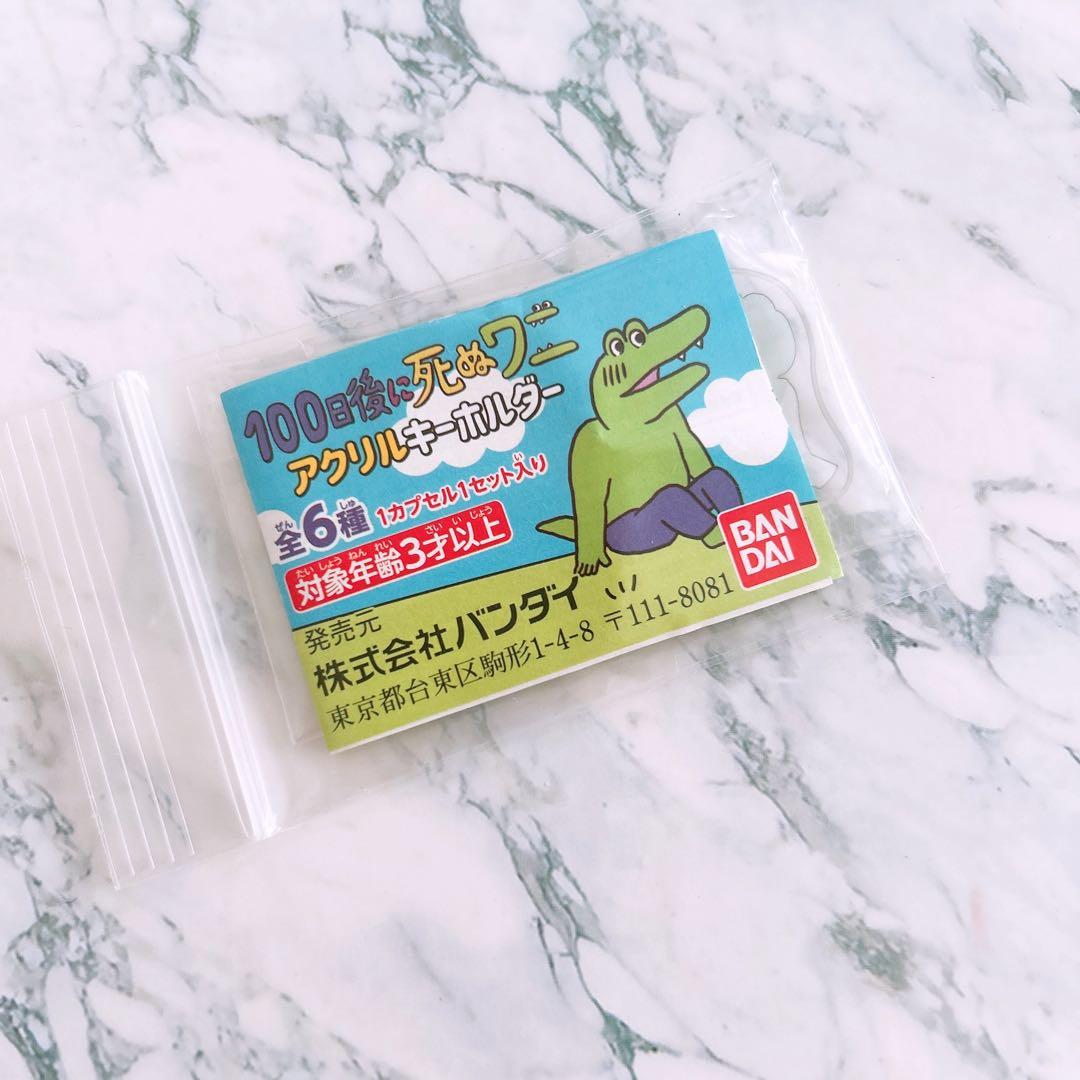 100日後に死ぬワニ
アクリルキーホルダー
全6種 1カプセル1セット入り
対象年齢3才以上
発売元
株式会社バンダイ
東京都台東区駒形1-4-8 〒111-8081
BAN
DAI